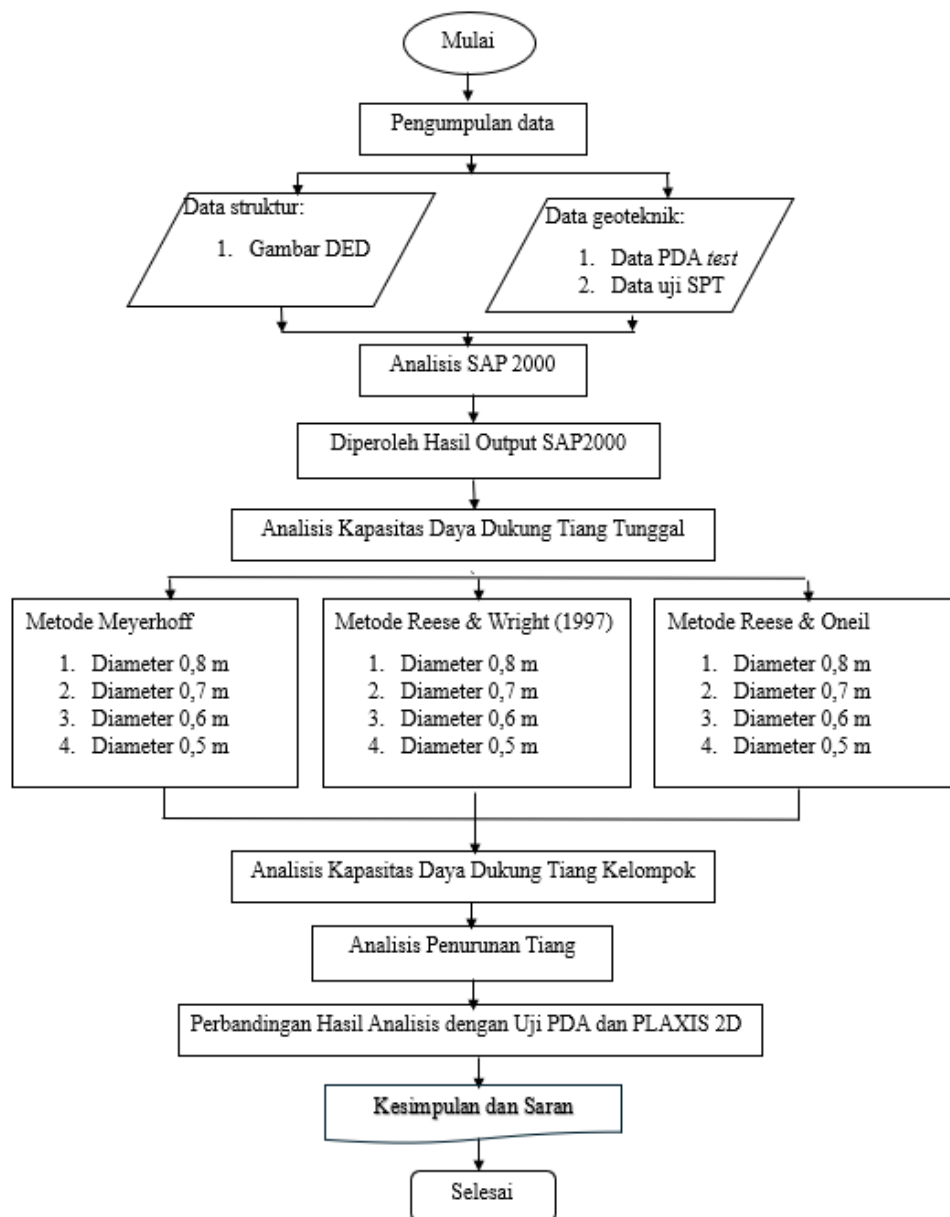 Mulai
Pengumpulan data
Data struktur:
1. Gambar DED
Data geoteknik:
1. Data PDA test
2. Data uji SPT
Analisis SAP 2000
Diperoleh Hasil Output SAP2000
Analisis Kapasitas Daya Dukung Tiang Tunggal
Metode Meyerhoff
1. Diameter 0,8 m
2. Diameter 0,7 m
3. Diameter 0,6 m
4. Diameter 0,5 m
Metode Reese & Wright (1997)
1. Diameter 0,8 m
2. Diameter 0,7 m
3. Diameter 0,6 m
4. Diameter 0,5 m
Metode Reese & Oneil
1. Diameter 0,8 m
2. Diameter 0,7 m
3. Diameter 0,6 m
4. Diameter 0,5 m
Analisis Kapasitas Daya Dukung Tiang Kelompok
Analisis Penurunan Tiang
Perbandingan Hasil Analisis dengan Uji PDA dan PLAXIS 2D
Kesimpulan dan Saran
Selesai